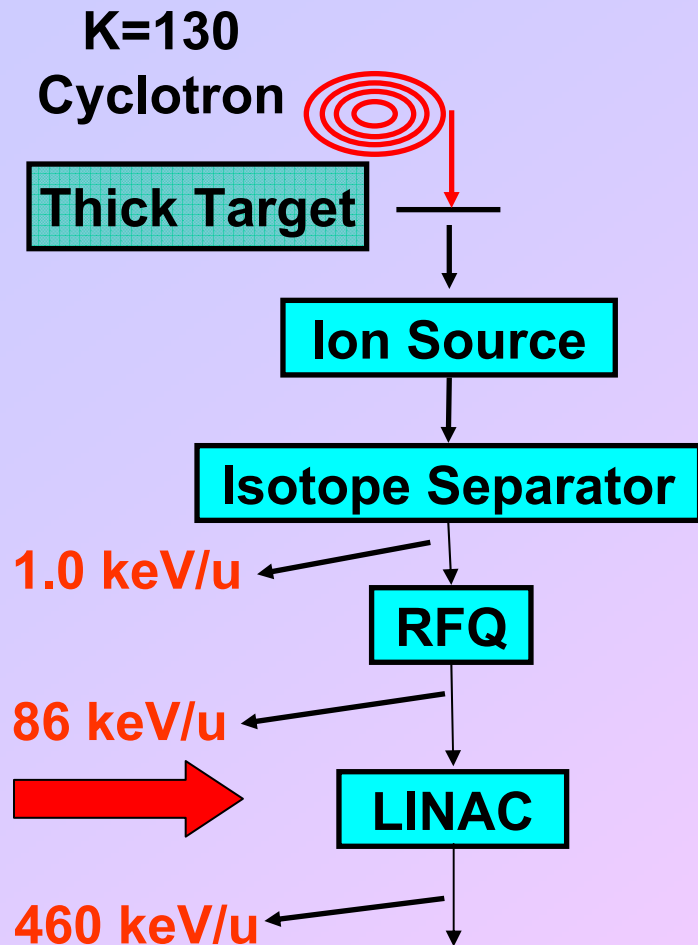 K=130
Cyclotron
Thick Target
Ion Source
Isotope Separator
1.0 keV/u
RFQ
86 keV/u
LINAC
460 keV/u